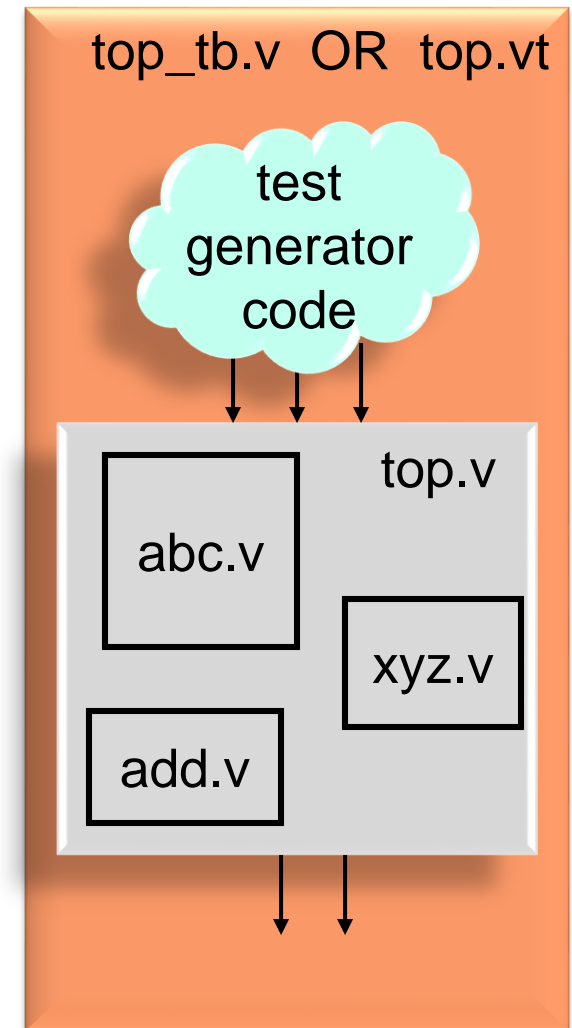 top_tb.v OR top.vt
test
generator
code
top.v
abc.v
xyz.v
add.v